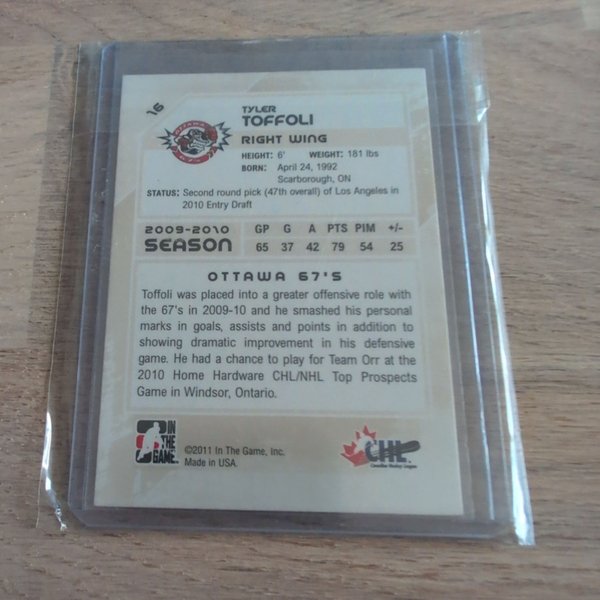 16
TYLER
TOFFOLI
RIGHT WING
HEIGHT: 6' WEIGHT: 181 lbs
BORN: April 24, 1992
Scarborough, ON
STATUS: Second round pick (47th overall) of Los Angeles in
2010 Entry Draft
2009-2010 SEASON
GP G A PTS PIM +/-
65 37 42 79 54 25
OTTAWA 67'S
Toffoli was placed into a greater offensive role with
the 67's in 2009-10 and he smashed his personal
marks in goals, assists and points in addition to
showing dramatic improvement in his defensive
game. He had a chance to play for Team Orr at the
2010 Home Hardware CHL/NHL Top Prospects
Game in Windsor, Ontario.
IN
THE
GAME
©2011 In The Game, Inc.
Made in USA.
CHL
Canadian Hockey League